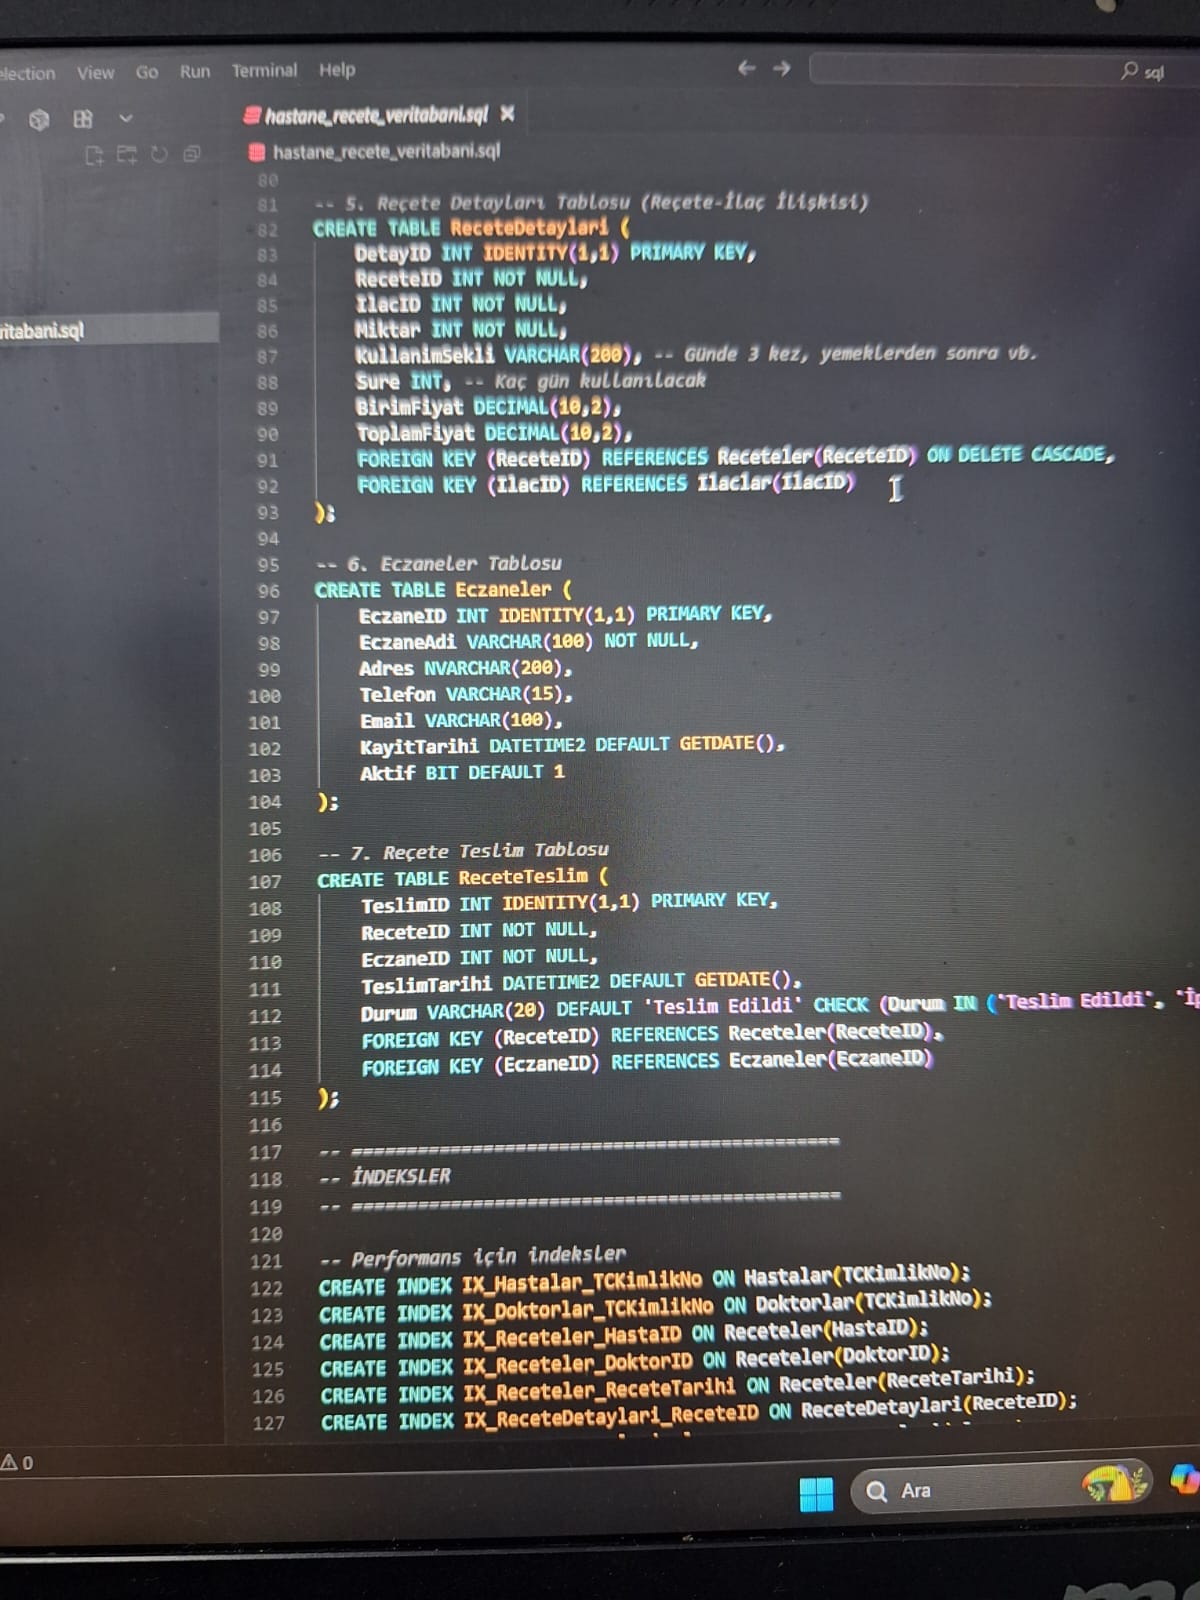 election View Go Run Terminal Help
sql
hastane_recete_veritabani.sql
hastane_recete_veritabani.sql
ritabani.sql
80
81 -- 5. Reçete Detayları Tablosu (Reçete-İlaç İlişkisi)
82 CREATE TABLE ReceteDetaylari (
83 DetayID INT IDENTITY(1,1) PRIMARY KEY,
84 ReceteID INT NOT NULL,
85 IlacID INT NOT NULL,
86 Miktar INT NOT NULL,
87 KullanimSekli VARCHAR(200), -- Günde 3 kez, yemeklerden sonra vb.
88 Sure INT, -- Kaç gün kullanılacak
89 BirimFiyat DECIMAL(10,2),
90 ToplamFiyat DECIMAL(10,2),
91 FOREIGN KEY (ReceteID) REFERENCES Receteler(ReceteID) ON DELETE CASCADE,
92 FOREIGN KEY (IlacID) REFERENCES Ilaclar(IlacID)
93 );
94
95 -- 6. Eczaneler Tablosu
96 CREATE TABLE Eczaneler (
97 EczaneID INT IDENTITY(1,1) PRIMARY KEY,
98 EczaneAdi VARCHAR(100) NOT NULL,
99 Adres NVARCHAR(200),
100 Telefon VARCHAR(15),
101 Email VARCHAR(100),
102 KayitTarihi DATETIME2 DEFAULT GETDATE(),
103 Aktif BIT DEFAULT 1
104 );
105
106 -- 7. Reçete Teslim Tablosu
107 CREATE TABLE ReceteTeslim (
108 TeslimID INT IDENTITY(1,1) PRIMARY KEY,
109 ReceteID INT NOT NULL,
110 EczaneID INT NOT NULL,
111 TeslimTarihi DATETIME2 DEFAULT GETDATE(),
112 Durum VARCHAR(20) DEFAULT 'Teslim Edildi' CHECK (Durum IN ('Teslim Edildi', 'İp
113 FOREIGN KEY (ReceteID) REFERENCES Receteler(ReceteID),
114 FOREIGN KEY (EczaneID) REFERENCES Eczaneler(EczaneID)
115 );
116
117 -- ==============================================
118 -- İNDEKSLER
119 -- ==============================================
120
121 -- Performans için indeksler
122 CREATE INDEX IX_Hastalar_TCKimlikNo ON Hastalar(TCKimlikNo);
123 CREATE INDEX IX_Doktorlar_TCKimlikNo ON Doktorlar(TCKimlikNo);
124 CREATE INDEX IX_Receteler_HastaID ON Receteler(HastaID);
125 CREATE INDEX IX_Receteler_DoktorID ON Receteler(DoktorID);
126 CREATE INDEX IX_Receteler_ReceteTarihi ON Receteler(ReceteTarihi);
127 CREATE INDEX IX_ReceteDetaylari_ReceteID ON ReceteDetaylari(ReceteID);
0
Ara